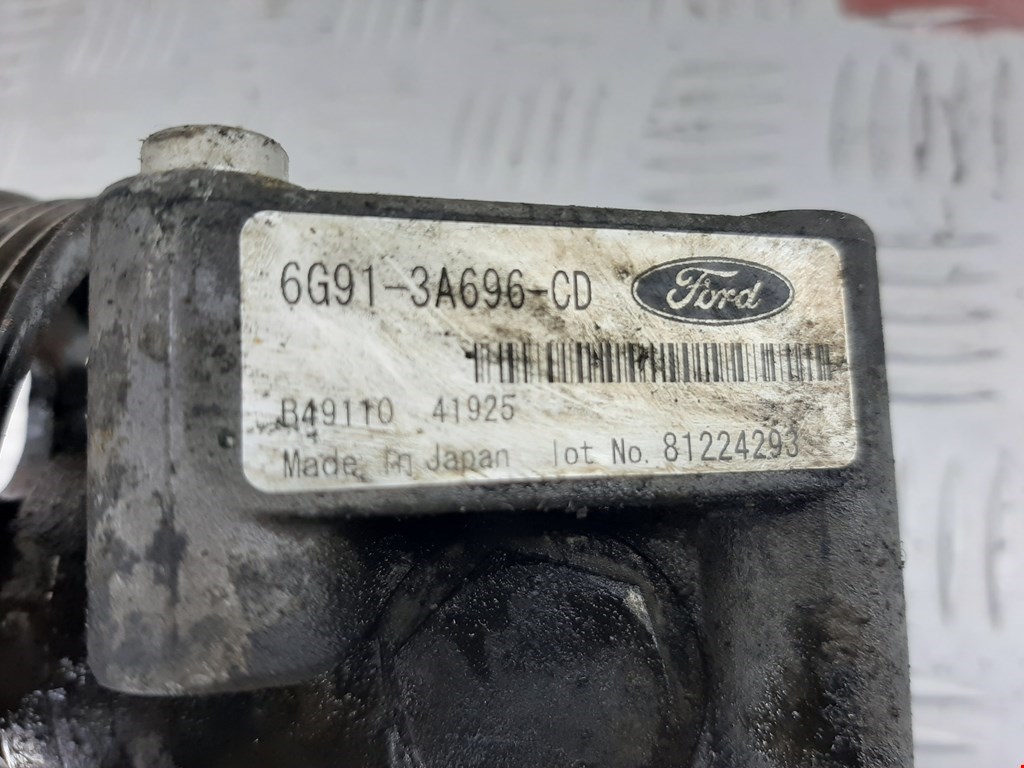 6G91-3A696-CD Ford
B49110 41925
Made in Japan lot No. 81224293